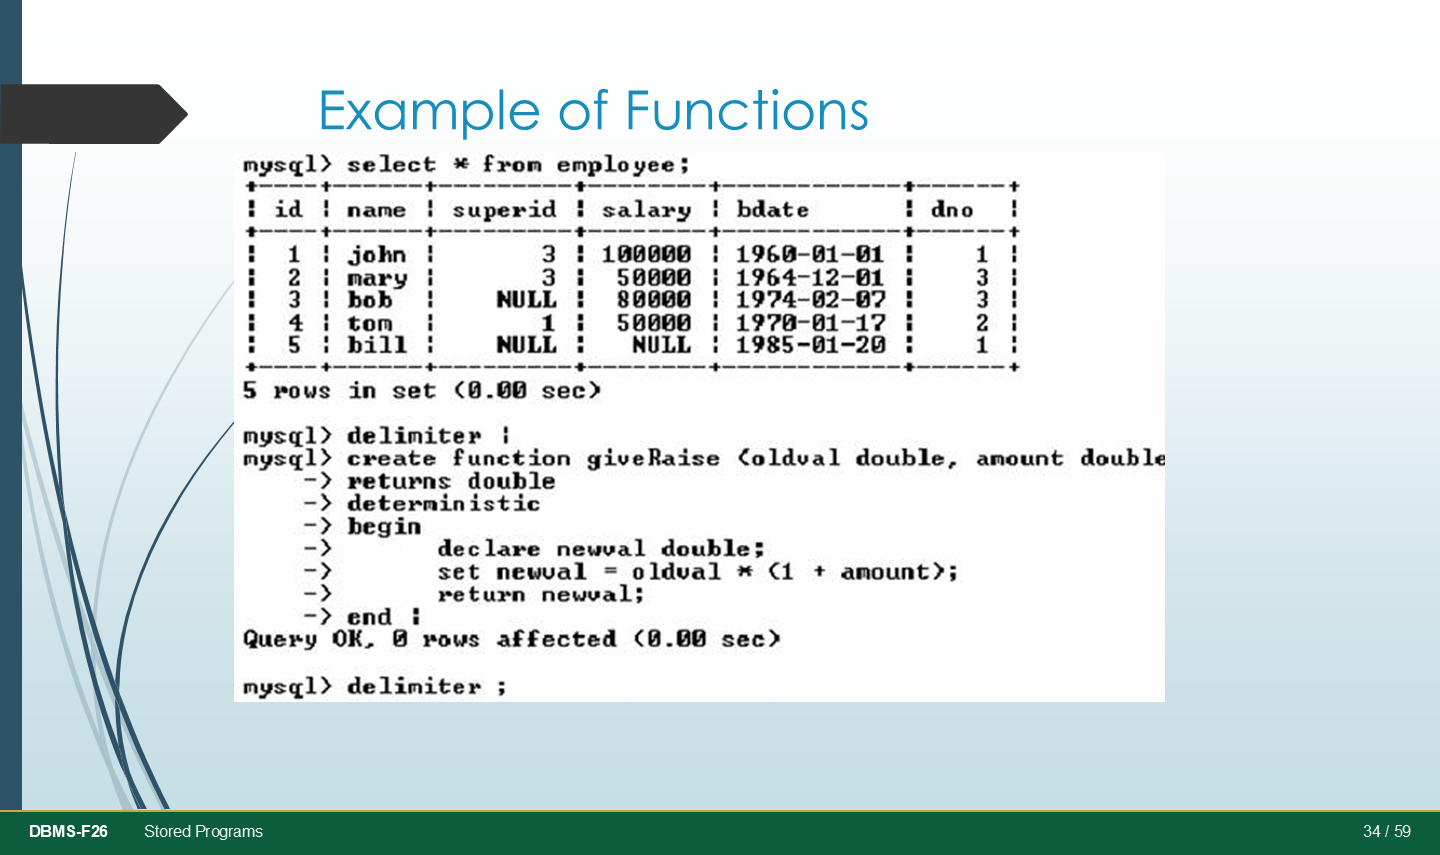 Example of Functions
mysql> select * from employee;
+----+------+---------+--------+------------+------+
| id | name | superid | salary | bdate | dno |
+----+------+---------+--------+------------+------+
| 1 | john | 3 | 100000 | 1960-01-01 | 1 |
| 2 | mary | 3 | 50000 | 1964-12-01 | 3 |
| 3 | bob | NULL | 80000 | 1974-02-07 | 3 |
| 4 | tom | 1 | 50000 | 1970-01-17 | 2 |
| 5 | bill | NULL | NULL | 1985-01-20 | 1 |
+----+------+---------+--------+------------+------+
5 rows in set (0.00 sec)
mysql> delimiter |
mysql> create function giveRaise (oldval double, amount double
-> returns double
-> deterministic
-> begin
-> declare newval double;
-> set newval = oldval * (1 + amount);
-> return newval;
-> end |
Query OK, 0 rows affected (0.00 sec)
mysql> delimiter ;
DBMS-F26 Stored Programs 34 / 59